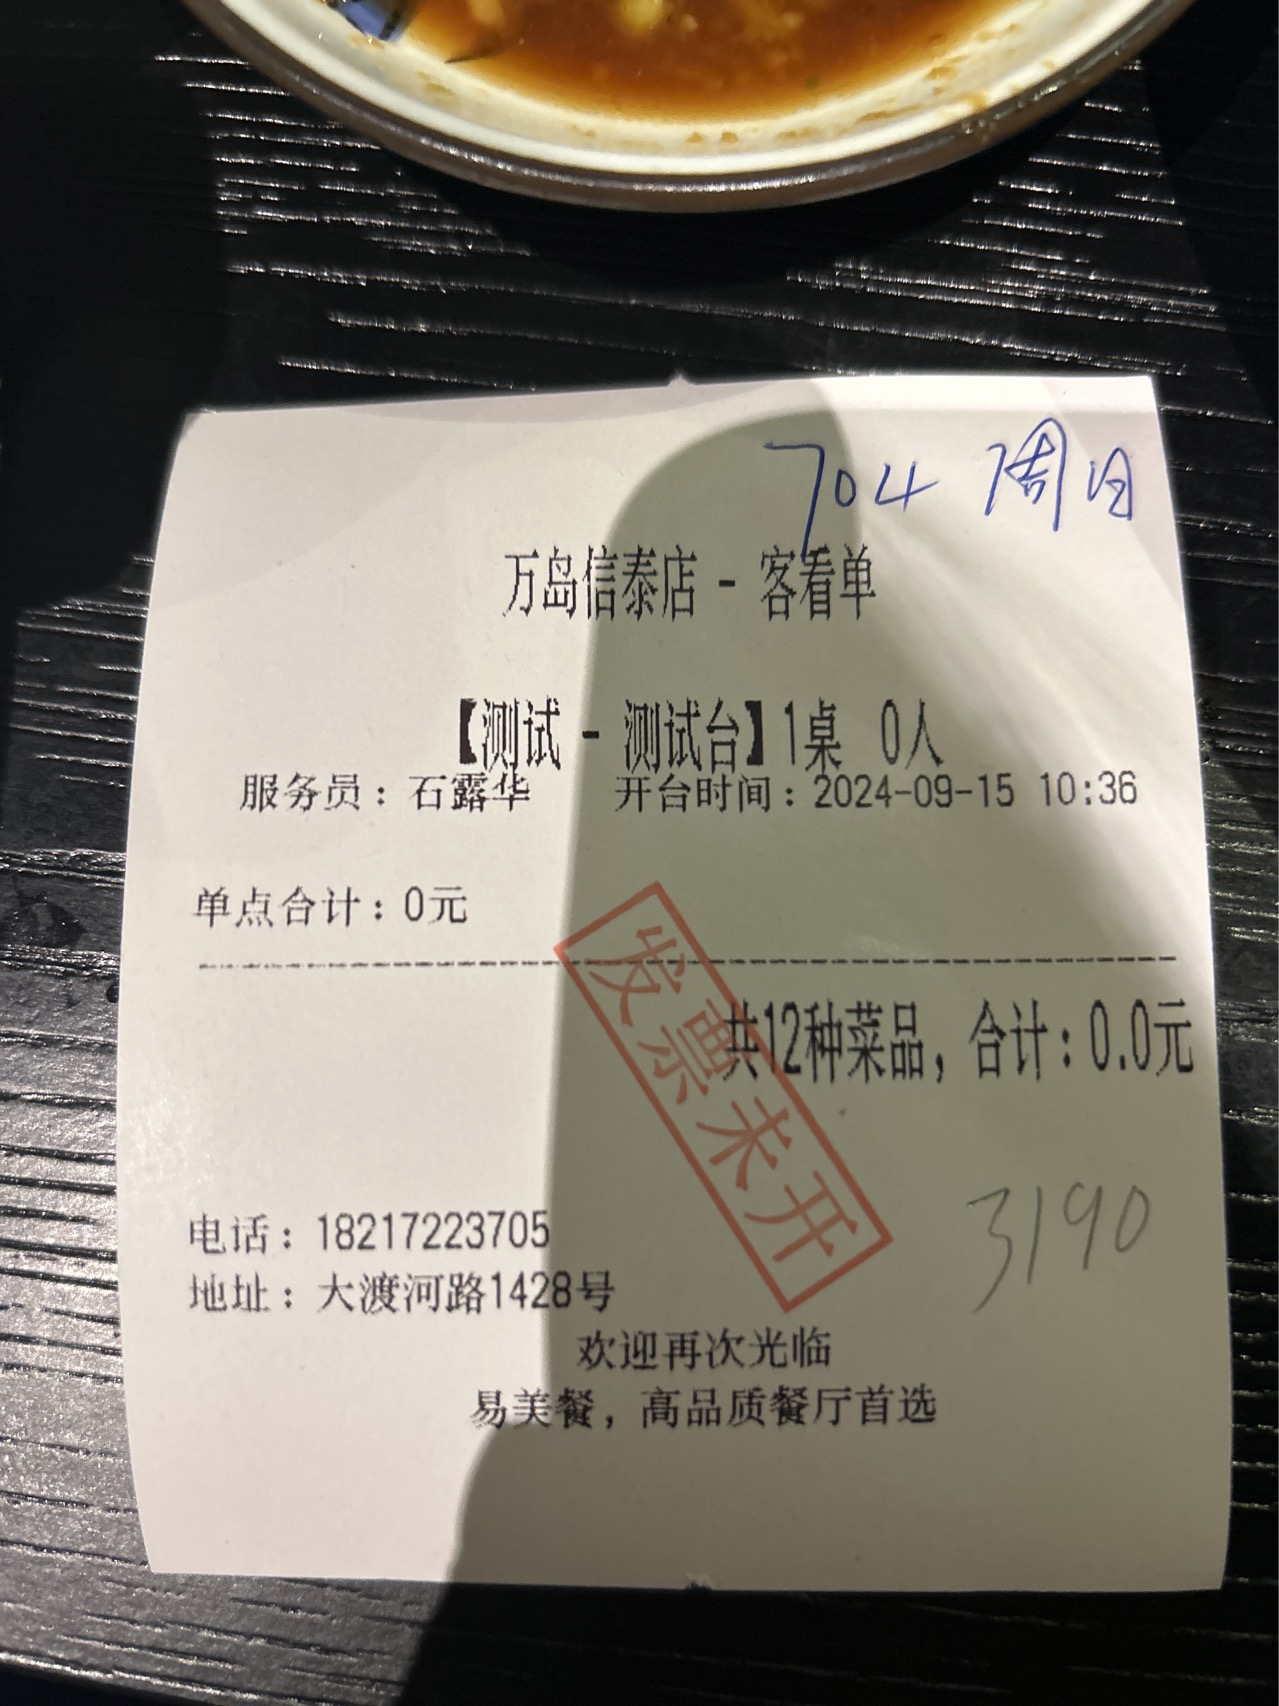 704 周日
万岛信泰店 - 客看单
【测试 - 测试台】1桌 0人
服务员：石露华 开台时间：2024-09-15 10:36
单点合计：0元
发票未开
共12种菜品，合计：0.0元
3190
电话：18217223705
地址：大渡河路1428号
欢迎再次光临
易美餐，高品质餐厅首选